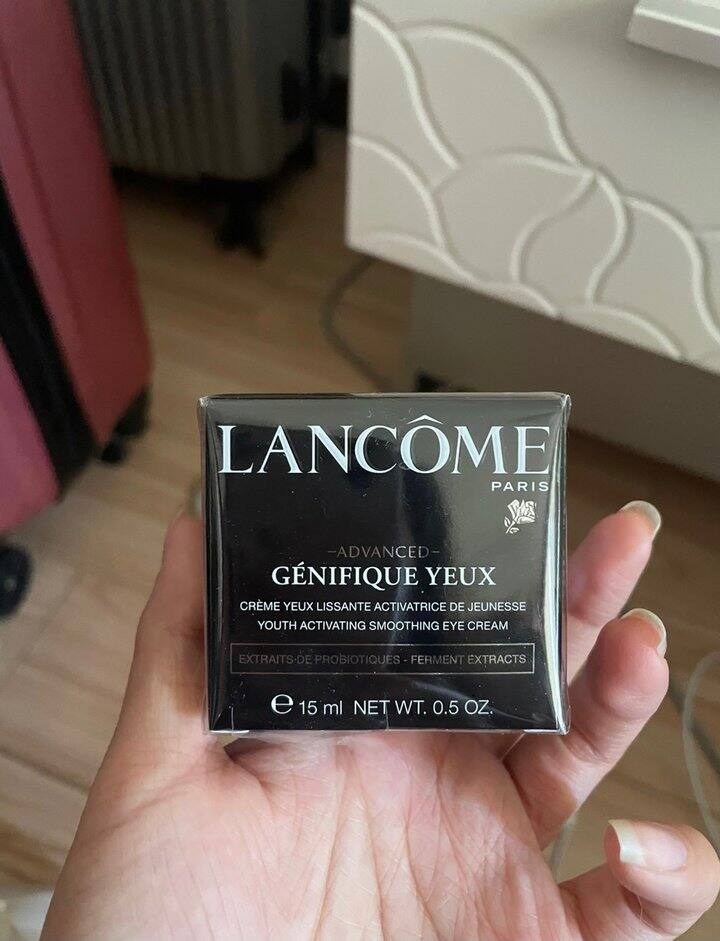 LANCÔME
PARIS
-ADVANCED-
GÉNIFIQUE YEUX
CRÈME YEUX LISSANTE ACTIVATRICE DE JEUNESSE
YOUTH ACTIVATING SMOOTHING EYE CREAM
EXTRAITS DE PROBIOTIQUES - FERMENT EXTRACTS
℮ 15 ml NET WT. 0.5 OZ.